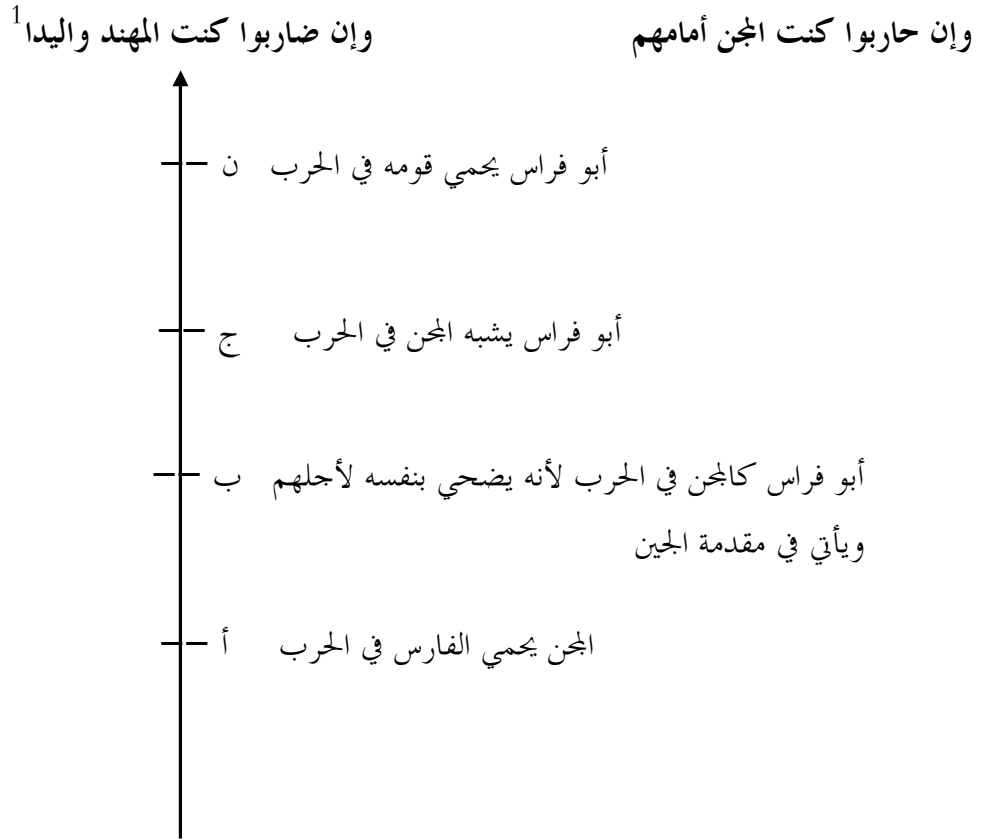 وإن حاربوا كنت المجن أمامهم وإن ضاربوا كنت المهند واليدا1
ن أبو فراس يحمي قومه في الحرب
ج أبو فراس يشبه المجن في الحرب
ب أبو فراس كالمجن في الحرب لأنه يضحي بنفسه لأجلهم
ويأتي في مقدمة الجين
أ المجن يحمي الفارس في الحرب